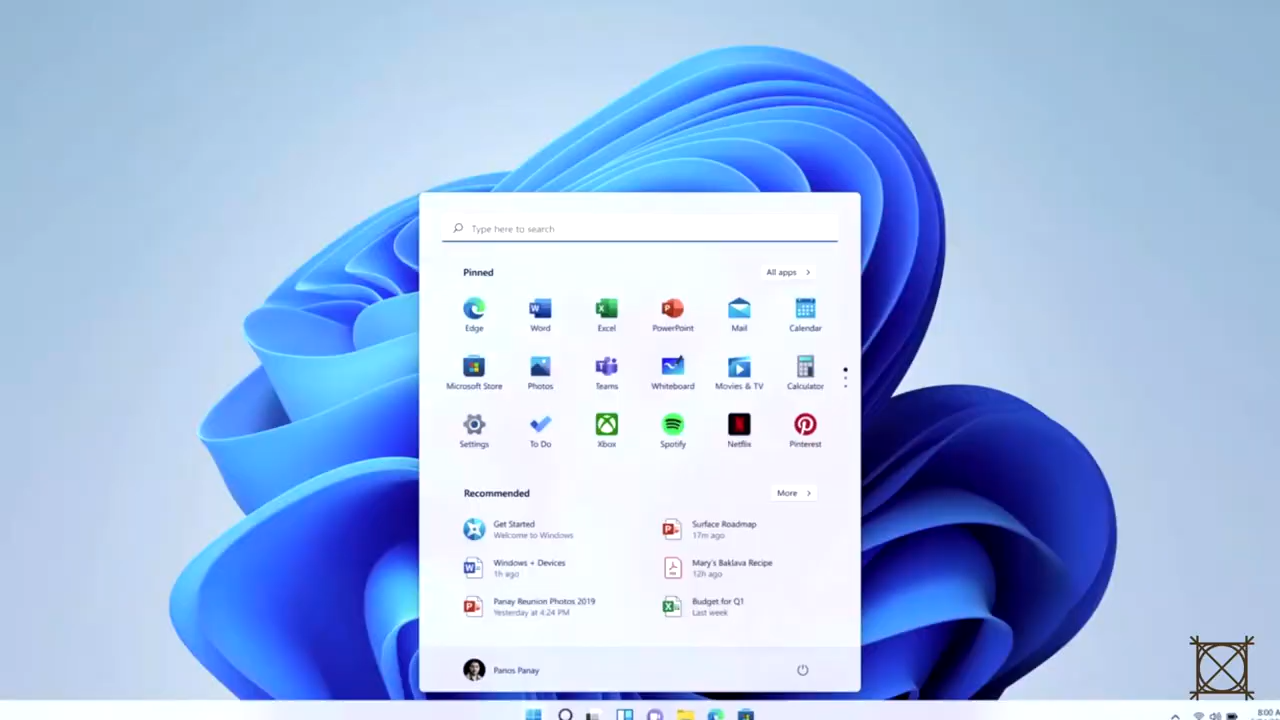 Type here to search
Pinned
All apps
Edge
Word
Excel
PowerPoint
Mail
Calendar
Microsoft Store
Photos
Teams
Whiteboard
Movies & TV
Calculator
Settings
To Do
Xbox
Spotify
Netflix
Pinterest
Recommended
More
Get Started
Welcome to Windows
Surface Roadmap
17m ago
Windows + Devices
1h ago
Mary's Baklava Recipe
12h ago
Panay Reunion Photos 2019
Yesterday at 4:24 PM
Budget for Q1
Last week
Panos Panay
8:00 A